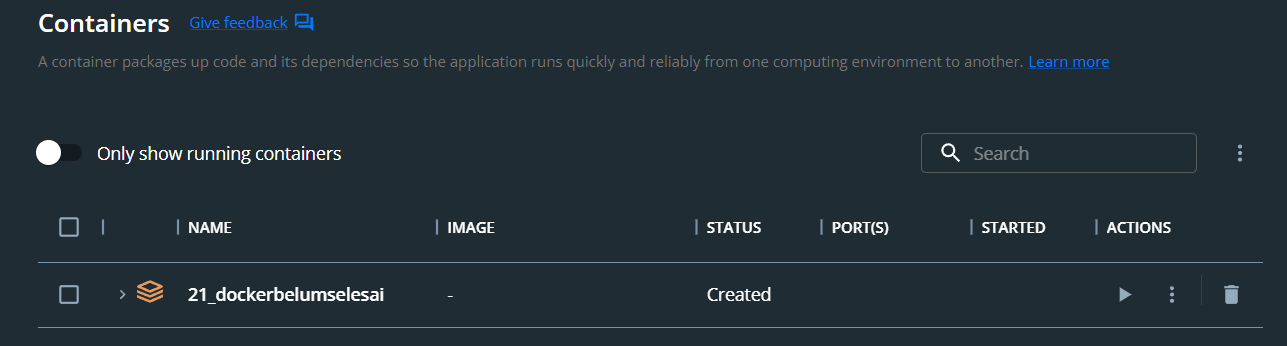 Containers Give feedback
A container packages up code and its dependencies so the application runs quickly and reliably from one computing environment to another. Learn more
Only show running containers Search
NAME IMAGE STATUS PORT(S) STARTED ACTIONS
21_dockerbelumselesai - Created